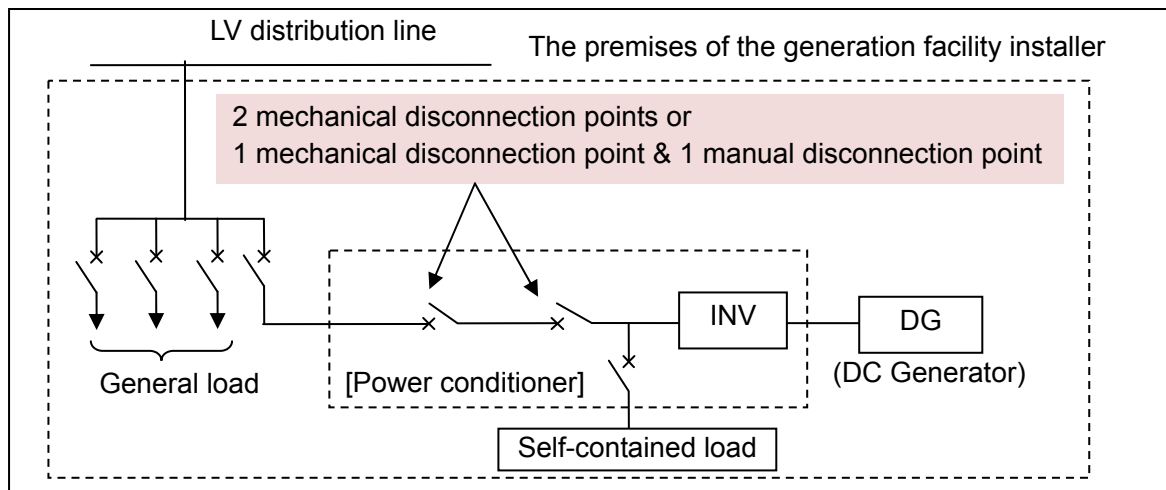 LV distribution line
The premises of the generation facility installer
2 mechanical disconnection points or
1 mechanical disconnection point & 1 manual disconnection point
INV
DG
(DC Generator)
General load
[Power conditioner]
Self-contained load